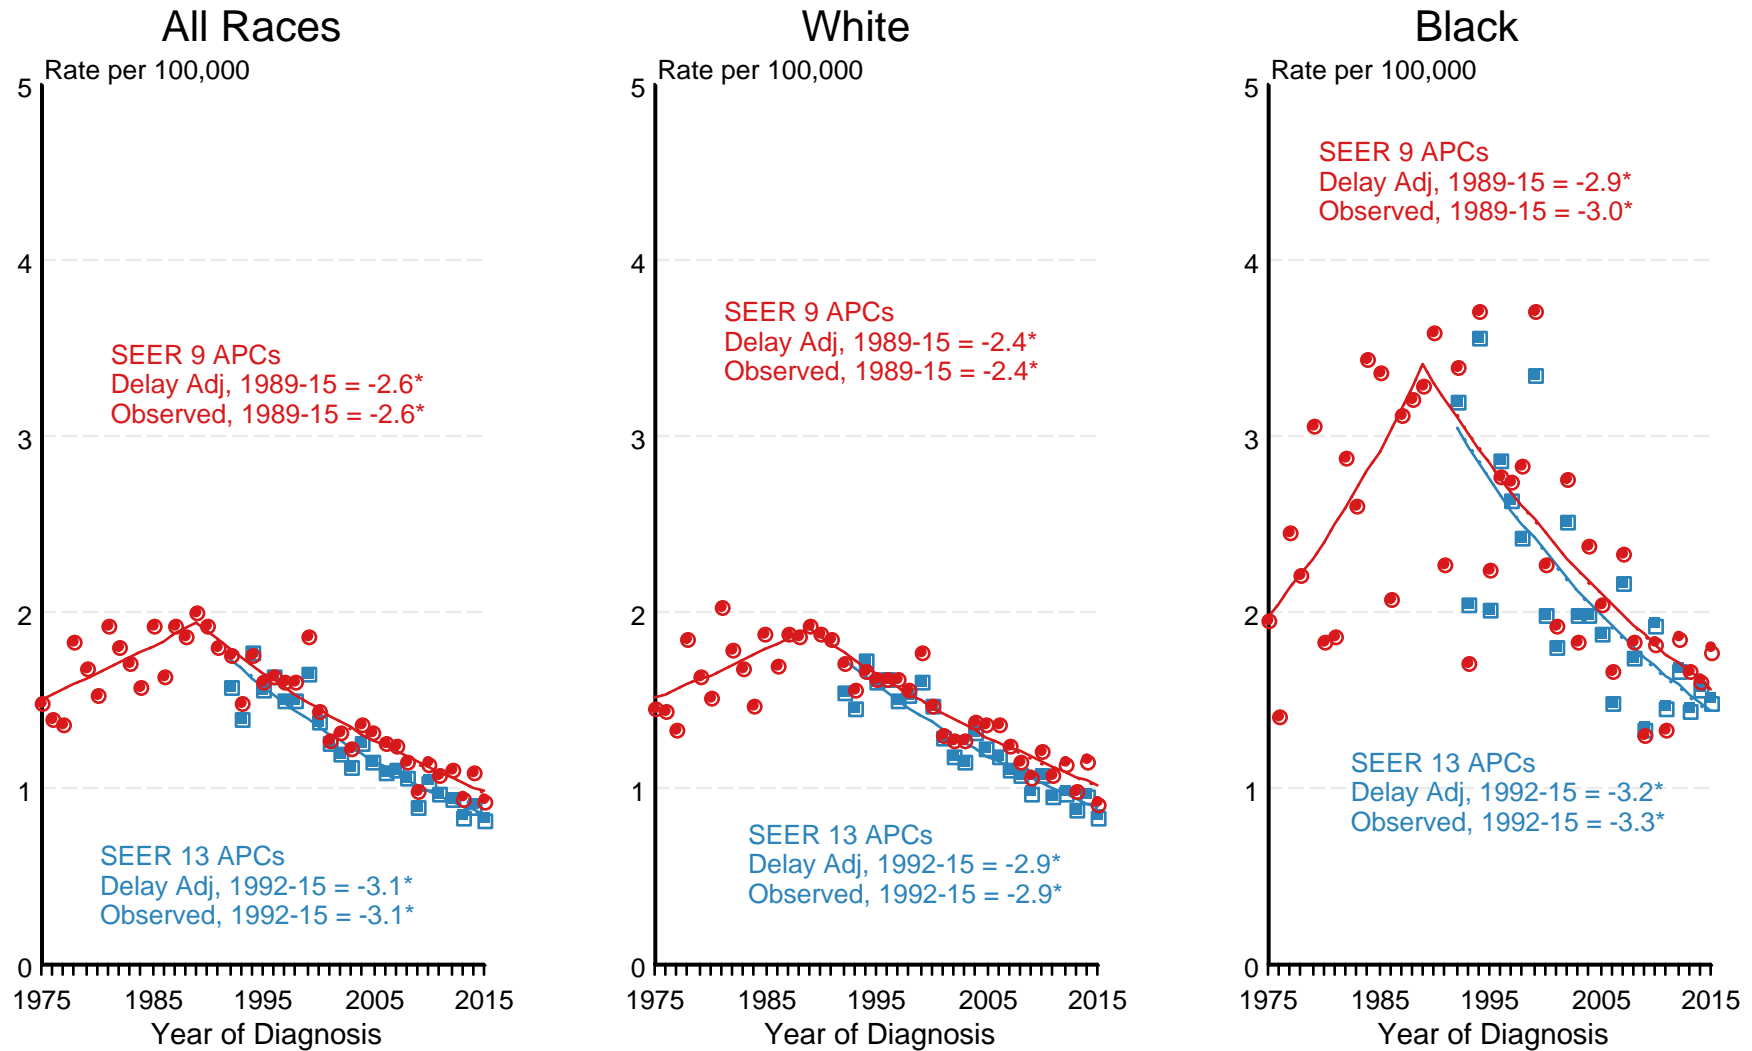 All Races
Rate per 100,000
5
4
3
2
1
0
SEER 9 APCs
Delay Adj, 1989-15 = -2.6*
Observed, 1989-15 = -2.6*
SEER 13 APCs
Delay Adj, 1992-15 = -3.1*
Observed, 1992-15 = -3.1*
1975 1985 1995 2005 2015
Year of Diagnosis
White
Rate per 100,000
5
4
3
2
1
0
SEER 9 APCs
Delay Adj, 1989-15 = -2.4*
Observed, 1989-15 = -2.4*
SEER 13 APCs
Delay Adj, 1992-15 = -2.9*
Observed, 1992-15 = -2.9*
1975 1985 1995 2005 2015
Year of Diagnosis
Black
Rate per 100,000
5
4
3
2
1
0
SEER 9 APCs
Delay Adj, 1989-15 = -2.9*
Observed, 1989-15 = -3.0*
SEER 13 APCs
Delay Adj, 1992-15 = -3.2*
Observed, 1992-15 = -3.3*
1975 1985 1995 2005 2015
Year of Diagnosis